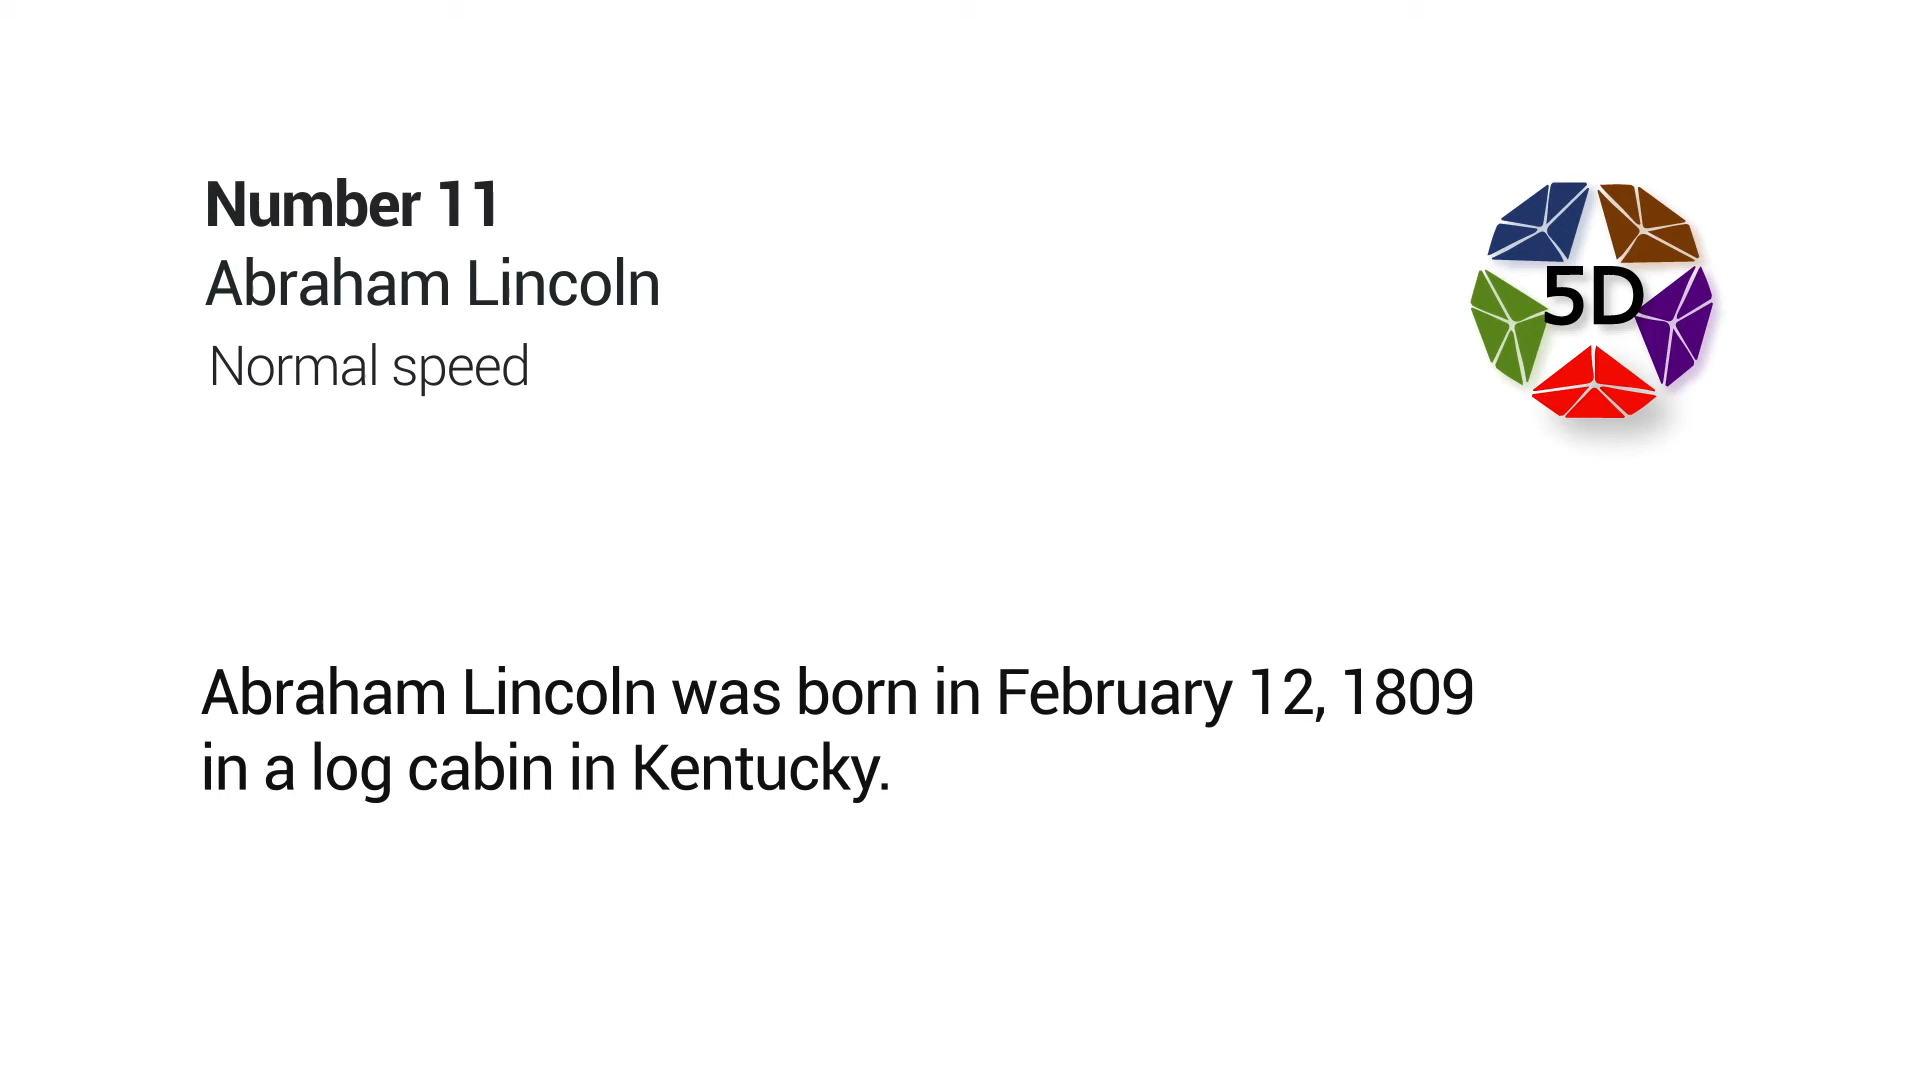 Number 11
Abraham Lincoln
Normal speed
5D
Abraham Lincoln was born in February 12, 1809
in a log cabin in Kentucky.